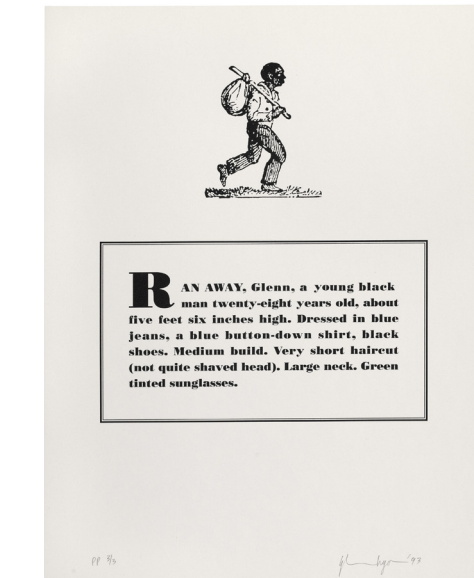 RAN AWAY, Glenn, a young black
man twenty-eight years old, about
five feet six inches high. Dressed in blue
jeans, a blue button-down shirt, black
shoes. Medium build. Very short haircut
(not quite shaved head). Large neck. Green
tinted sunglasses.
PP
'93